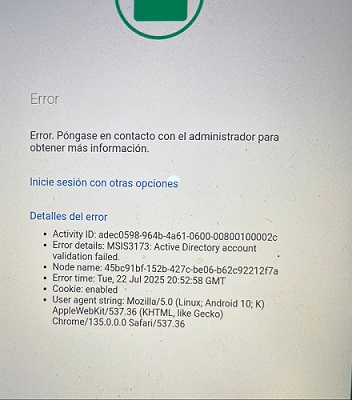 Error
Error. Póngase en contacto con el administrador para
obtener más información.
Inicie sesión con otras opciones
Detalles del error
• Activity ID: adec0598-964b-4a61-0600-00800100002c
• Error details: MSIS3173: Active Directory account
validation failed.
• Node name: 45bc91bf-152b-427c-be06-b62c92212f7a
• Error time: Tue, 22 Jul 2025 20:52:58 GMT
• Cookie: enabled
• User agent string: Mozilla/5.0 (Linux; Android 10; K)
AppleWebKit/537.36 (KHTML, like Gecko)
Chrome/135.0.0.0 Safari/537.36